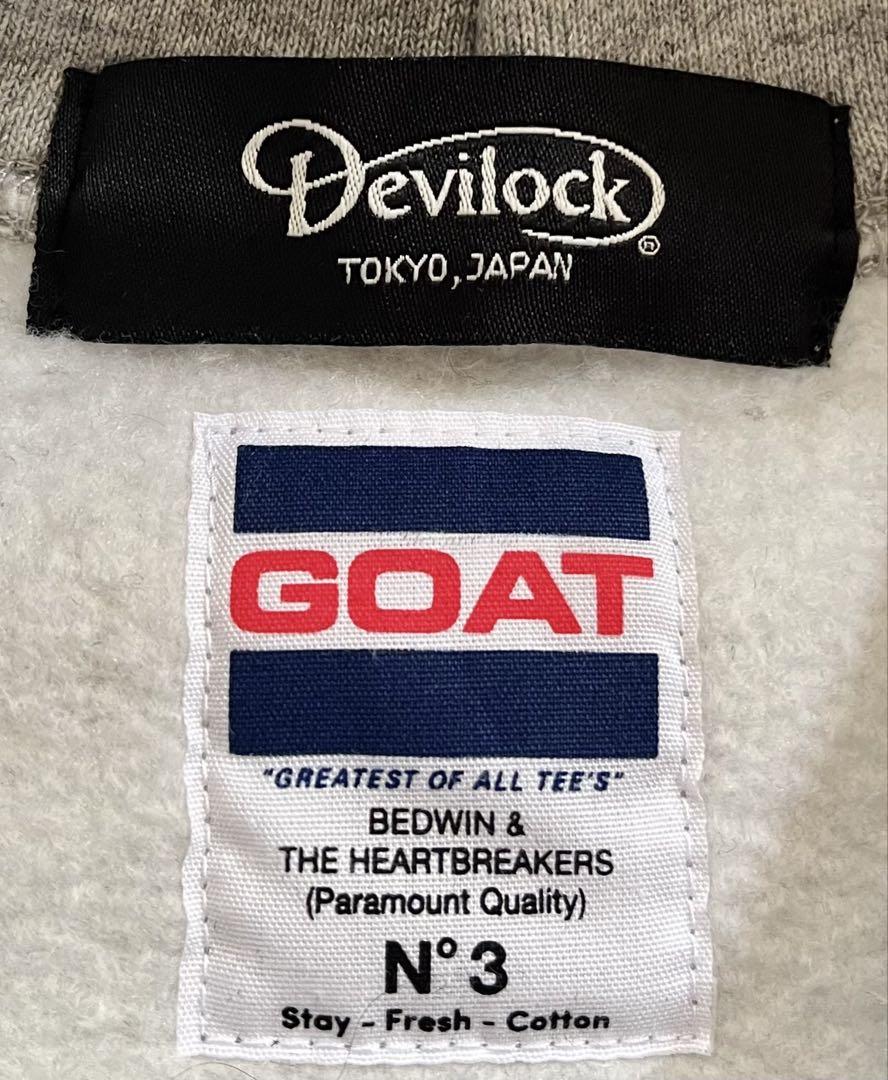 Devilock
®
TOKYO, JAPAN
GOAT
"GREATEST OF ALL TEE'S"
BEDWIN &
THE HEARTBREAKERS
(Paramount Quality)
N° 3
Stay - Fresh - Cotton